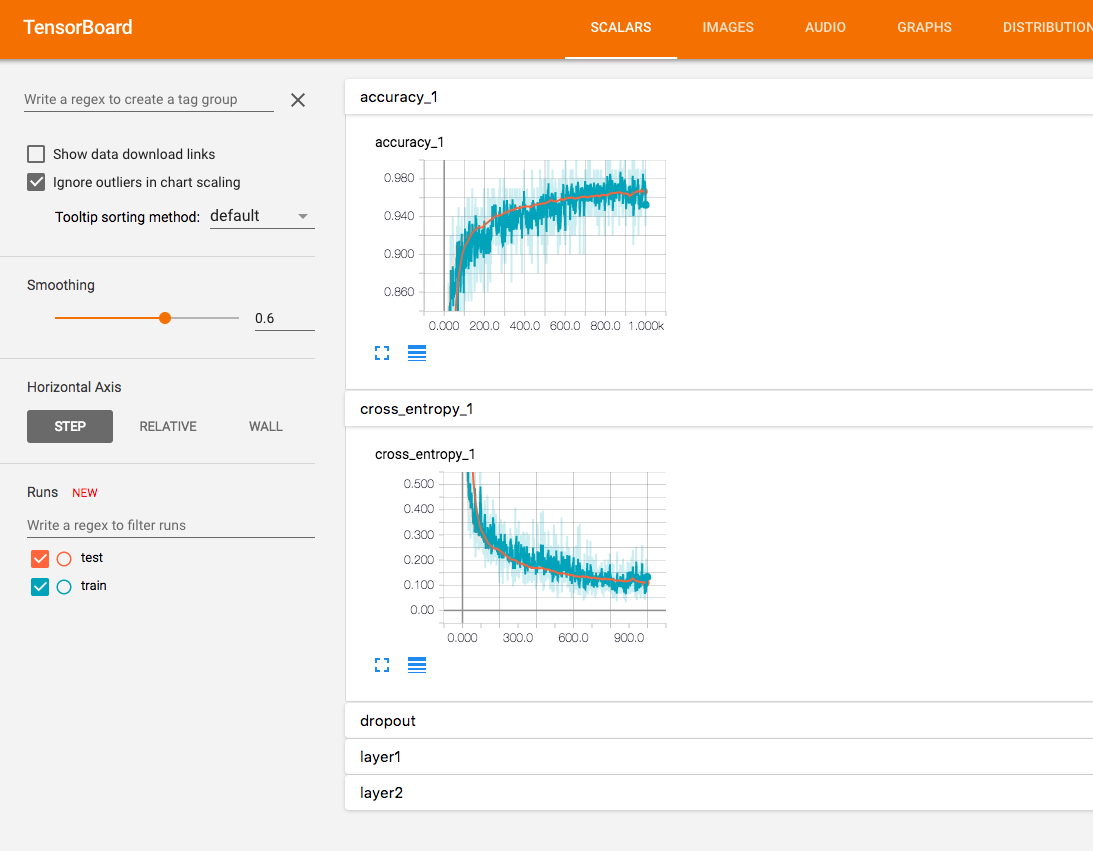 TensorBoard
SCALARS IMAGES AUDIO GRAPHS DISTRIBUTION
Write a regex to create a tag group
Show data download links
Ignore outliers in chart scaling
Tooltip sorting method: default
Smoothing
0.6
Horizontal Axis
STEP RELATIVE WALL
Runs NEW
Write a regex to filter runs
test
train
accuracy_1
accuracy_1
0.980
0.940
0.900
0.860
0.000 200.0 400.0 600.0 800.0 1.000k
cross_entropy_1
cross_entropy_1
0.500
0.400
0.300
0.200
0.100
0.00
0.000 300.0 600.0 900.0
dropout
layer1
layer2